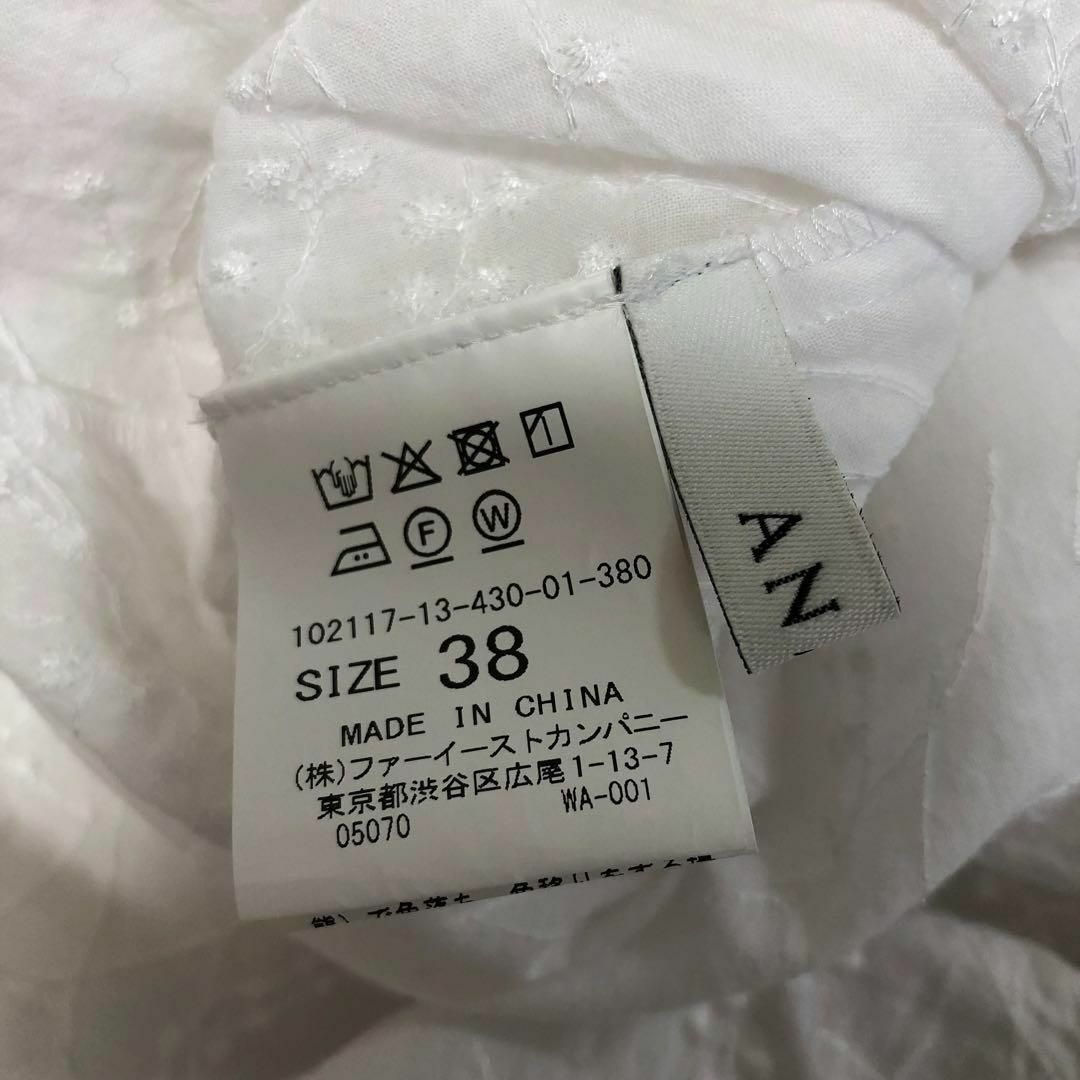 1
F W
102117-13-430-01-380
SIZE 38
MADE IN CHINA
(株)ファーイーストカンパニー
東京都渋谷区広尾1-13-7
05070 WA-001
AN